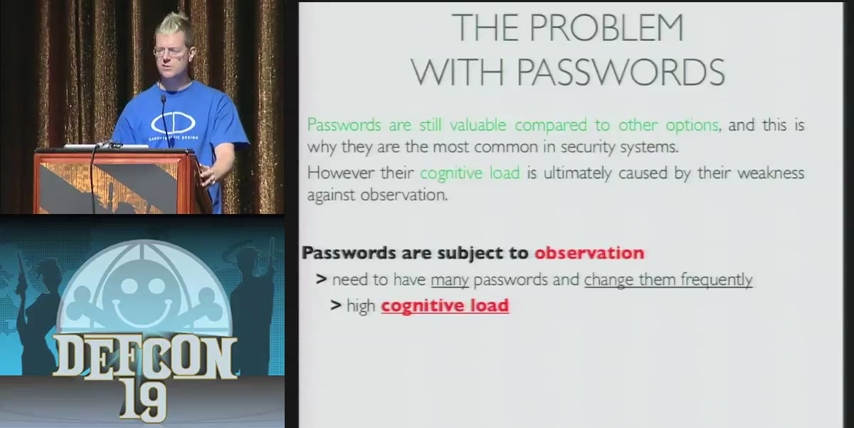 THE PROBLEM
WITH PASSWORDS
Passwords are still valuable compared to other options, and this is
why they are the most common in security systems.
However their cognitive load is ultimately caused by their weakness
against observation.
Passwords are subject to observation
> need to have many passwords and change them frequently
> high cognitive load
DEFCON
19